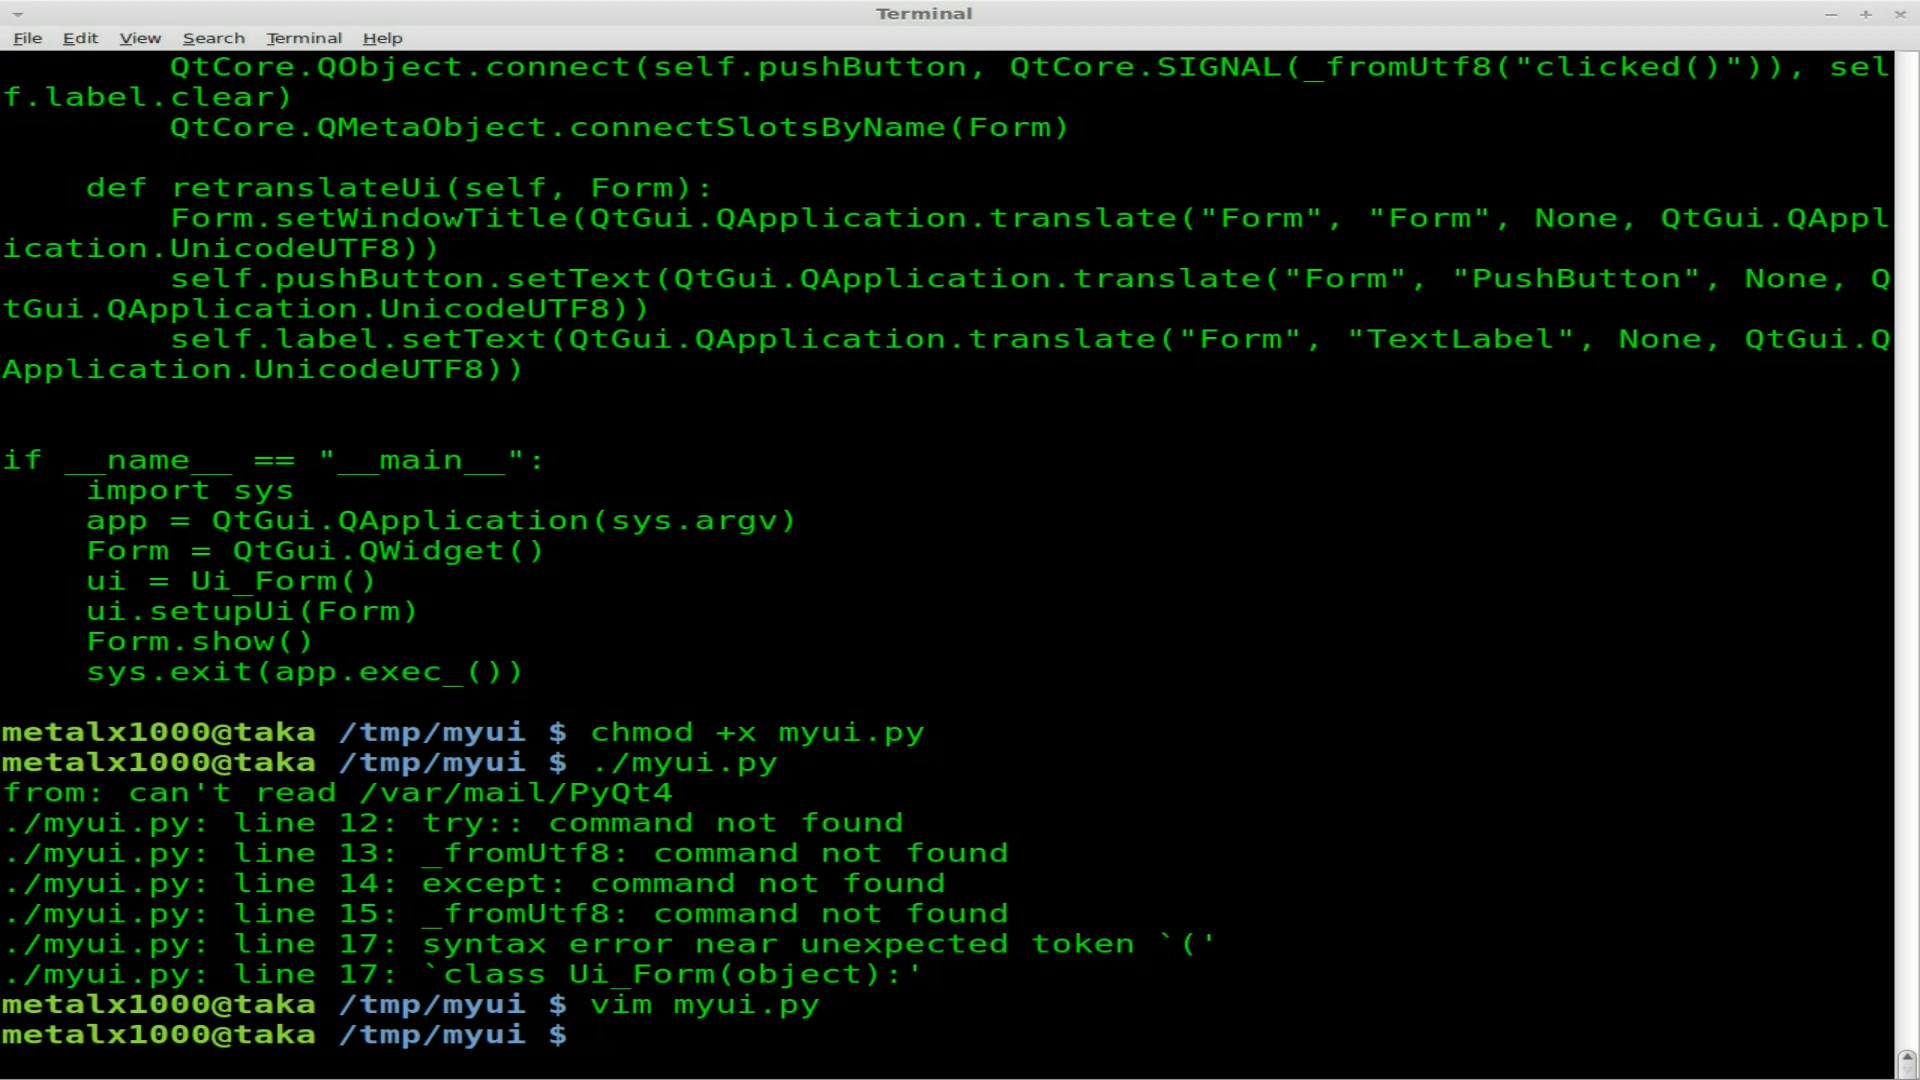 Terminal
File Edit View Search Terminal Help
        QtCore.QObject.connect(self.pushButton, QtCore.SIGNAL(_fromUtf8("clicked()")), sel
f.label.clear)
        QtCore.QMetaObject.connectSlotsByName(Form)

    def retranslateUi(self, Form):
        Form.setWindowTitle(QtGui.QApplication.translate("Form", "Form", None, QtGui.QAppl
ication.UnicodeUTF8))
        self.pushButton.setText(QtGui.QApplication.translate("Form", "PushButton", None, Q
tGui.QApplication.UnicodeUTF8))
        self.label.setText(QtGui.QApplication.translate("Form", "TextLabel", None, QtGui.Q
Application.UnicodeUTF8))

if __name__ == "__main__":
    import sys
    app = QtGui.QApplication(sys.argv)
    Form = QtGui.QWidget()
    ui = Ui_Form()
    ui.setupUi(Form)
    Form.show()
    sys.exit(app.exec_())

metalx1000@taka /tmp/myui $ chmod +x myui.py
metalx1000@taka /tmp/myui $ ./myui.py
from: can't read /var/mail/PyQt4
./myui.py: line 12: try:: command not found
./myui.py: line 13: _fromUtf8: command not found
./myui.py: line 14: except: command not found
./myui.py: line 15: _fromUtf8: command not found
./myui.py: line 17: syntax error near unexpected token `('
./myui.py: line 17: `class Ui_Form(object):'
metalx1000@taka /tmp/myui $ vim myui.py
metalx1000@taka /tmp/myui $